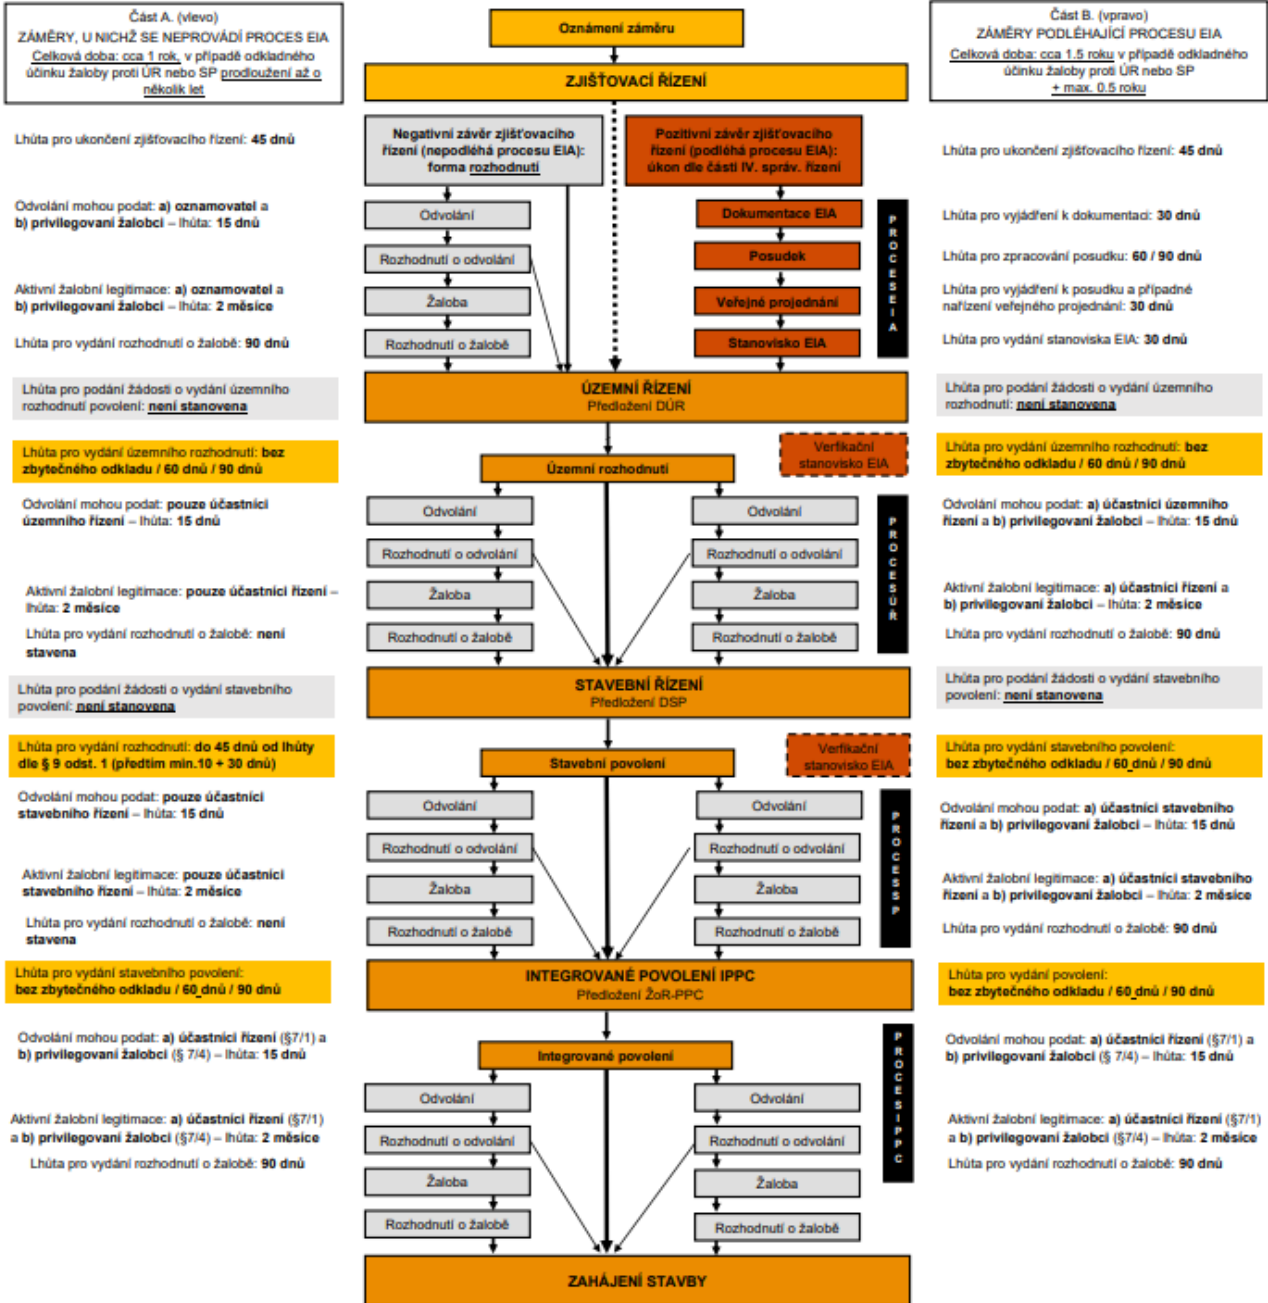 Část A. (vlevo)
ZÁMĚRY, U NICHŽ SE NEPROVÁDÍ PROCES EIA
Celková doba: cca 1 rok, v případě odkladného
účinku žaloby proti ÚR nebo SP prodloužení až o
několik let
Oznámení záměru
ZJIŠŤOVACÍ ŘÍZENÍ
Část B. (vpravo)
ZÁMĚRY PODLÉHAJÍCÍ PROCESU EIA
Celková doba: cca 1.5 roku v případě odkladného
účinku žaloby proti ÚR nebo SP
+ max. 0.5 roku
Lhůta pro ukončení zjišťovacího řízení: 45 dnů
Negativní závěr zjišťovacího
řízení (nepodléhá procesu EIA):
forma rozhodnutí
Pozitivní závěr zjišťovacího
řízení (podléhá procesu EIA):
úkon dle části IV. správ. řízení
Lhůta pro ukončení zjišťovacího řízení: 45 dnů
Odvolání mohou podat: a) oznamovatel a
b) privilegovaní žalobci – lhůta: 15 dnů
Odvolání
Rozhodnutí o odvolání
Žaloba
Rozhodnutí o žalobě
Dokumentace EIA
Posudek
Veřejné projednání
Stanovisko EIA
PROCESEIA
Lhůta pro vyjádření k dokumentaci: 30 dnů
Lhůta pro zpracování posudku: 60 / 90 dnů
Lhůta pro vyjádření k posudku a případné
nařízení veřejného projednání: 30 dnů
Lhůta pro vydání stanoviska EIA: 30 dnů
Aktivní žalobní legitimace: a) oznamovatel a
b) privilegovaní žalobci – lhůta: 2 měsíce
Lhůta pro vydání rozhodnutí o žalobě: 90 dnů
Lhůta pro podání žádosti o vydání územního
rozhodnutí povolení: není stanovena
ÚZEMNÍ ŘÍZENÍ
Předložení DÚR
Lhůta pro podání žádosti o vydání územního
rozhodnutí: není stanovena
Lhůta pro vydání územního rozhodnutí: bez
zbytečného odkladu / 60 dnů / 90 dnů
Územní rozhodnutí
Verfikační
stanovisko EIA
Lhůta pro vydání územního rozhodnutí: bez
zbytečného odkladu / 60 dnů / 90 dnů
Odvolání mohou podat: pouze účastníci
územního řízení – lhůta: 15 dnů
Odvolání
Rozhodnutí o odvolání
Žaloba
Rozhodnutí o žalobě
Odvolání
Rozhodnutí o odvolání
Žaloba
Rozhodnutí o žalobě
PROCESÚŘ
Odvolání mohou podat: a) účastníci územního
řízení a b) privilegovaní žalobci – lhůta: 15 dnů
Aktivní žalobní legitimace: pouze účastníci řízení –
lhůta: 2 měsíce
Lhůta pro vydání rozhodnutí o žalobě: není
stavena
Aktivní žalobní legitimace: a) účastníci řízení a
b) privilegovaní žalobci – lhůta: 2 měsíce
Lhůta pro vydání rozhodnutí o žalobě: 90 dnů
Lhůta pro podání žádosti o vydání stavebního
povolení: není stanovena
STAVEBNÍ ŘÍZENÍ
Předložení DSP
Lhůta pro podání žádosti o vydání stavebního
povolení: není stanovena
Lhůta pro vydání rozhodnutí: do 45 dnů od lhůty
dle § 9 odst. 1 (předtím min.10 + 30 dnů)
Stavební povolení
Verfikační
stanovisko EIA
Lhůta pro vydání stavebního povolení:
bez zbytečného odkladu / 60 dnů / 90 dnů
Odvolání mohou podat: pouze účastníci
stavebního řízení – lhůta: 15 dnů
Odvolání
Rozhodnutí o odvolání
Žaloba
Rozhodnutí o žalobě
Odvolání
Rozhodnutí o odvolání
Žaloba
Rozhodnutí o žalobě
PROCESSP
Odvolání mohou podat: a) účastníci stavebního
řízení a b) privilegovaní žalobci – lhůta: 15 dnů
Aktivní žalobní legitimace: pouze účastníci
stavebního řízení – lhůta: 2 měsíce
Lhůta pro vydání rozhodnutí o žalobě: není
stavena
Aktivní žalobní legitimace: a) účastníci stavebního
řízení a b) privilegovaní žalobci – lhůta: 2 měsíce
Lhůta pro vydání rozhodnutí o žalobě: 90 dnů
Lhůta pro vydání stavebního povolení:
bez zbytečného odkladu / 60 dnů / 90 dnů
INTEGROVANÉ POVOLENÍ IPPC
Předložení ŽoR-PPC
Lhůta pro vydání povolení:
bez zbytečného odkladu / 60 dnů / 90 dnů
Odvolání mohou podat: a) účastníci řízení (§7/1) a
b) privilegovaní žalobci (§ 7/4) – lhůta: 15 dnů
Integrované povolení
Odvolání
Rozhodnutí o odvolání
Žaloba
Rozhodnutí o žalobě
Odvolání
Rozhodnutí o odvolání
Žaloba
Rozhodnutí o žalobě
PROCESIPPC
Odvolání mohou podat: a) účastníci řízení (§7/1) a
b) privilegovaní žalobci (§ 7/4) – lhůta: 15 dnů
Aktivní žalobní legitimace: a) účastníci řízení (§7/1)
a b) privilegovaní žalobci (§7/4) – lhůta: 2 měsíce
Lhůta pro vydání rozhodnutí o žalobě: 90 dnů
Aktivní žalobní legitimace: a) účastníci řízení (§7/1)
a b) privilegovaní žalobci (§7/4) – lhůta: 2 měsíce
Lhůta pro vydání rozhodnutí o žalobě: 90 dnů
ZAHÁJENÍ STAVBY